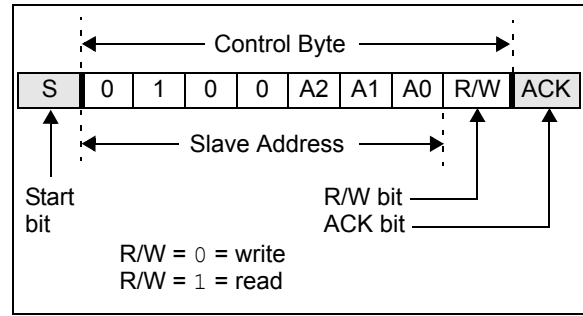 Control Byte
S 0 1 0 0 A2 A1 A0 R/W ACK
Slave Address
Start
bit
R/W bit
ACK bit
R/W = 0 = write
R/W = 1 = read